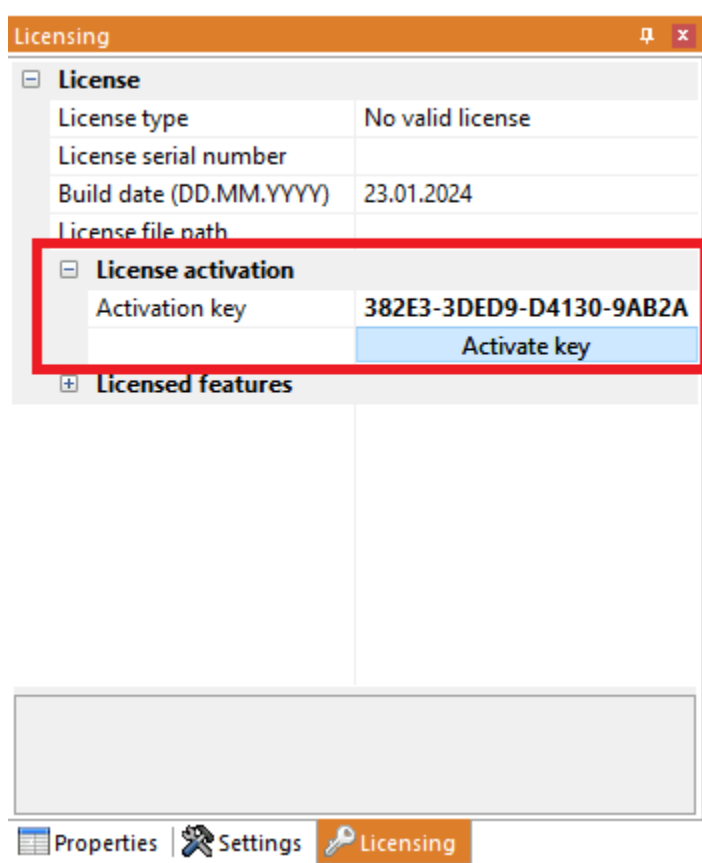 Licensing
License
License type No valid license
License serial number
Build date (DD.MM.YYYY) 23.01.2024
License file path
License activation
Activation key 382E3-3DED9-D4130-9AB2A
Activate key
Licensed features
Properties Settings Licensing